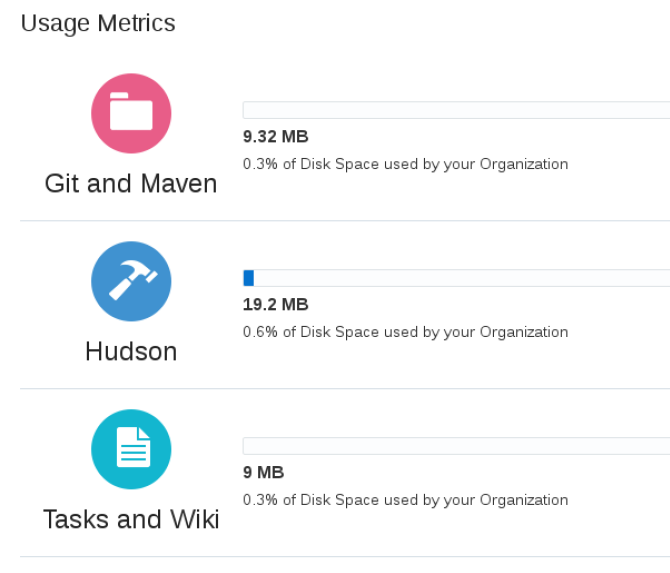 Usage Metrics
Git and Maven
9.32 MB
0.3% of Disk Space used by your Organization
Hudson
19.2 MB
0.6% of Disk Space used by your Organization
Tasks and Wiki
9 MB
0.3% of Disk Space used by your Organization